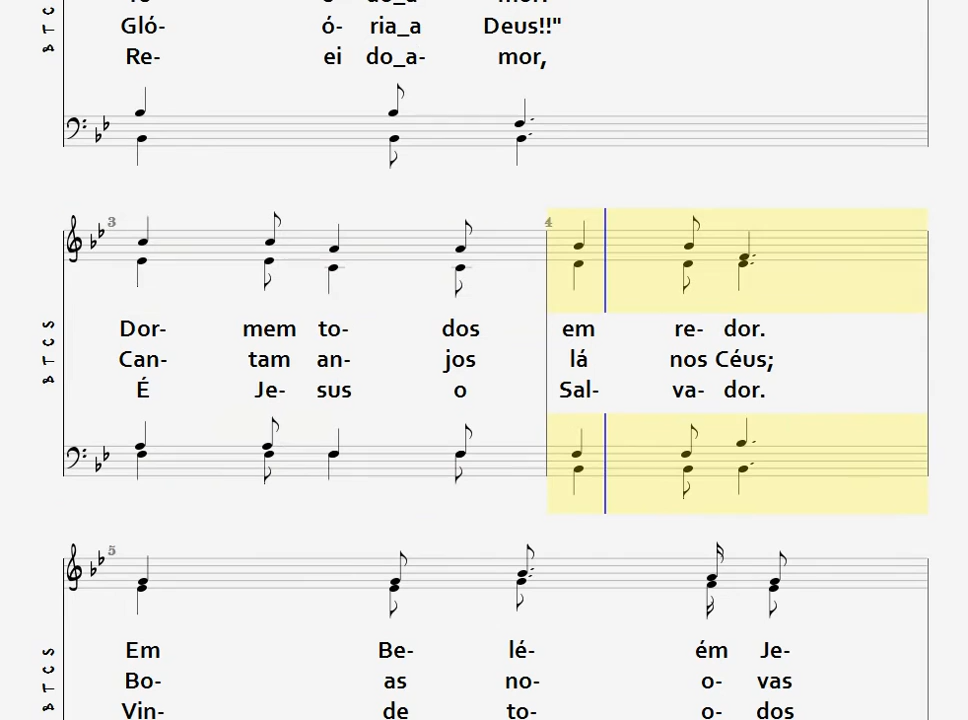 Gló- ó- ria_a Deus!!"
Re- ei do_a- mor,
3
4
Dor- mem to- dos em re- dor.
Can- tam an- jos lá nos Céus;
É Je- sus o Sal- va- dor.
S
C
T
A
5
Em Be- lé- ém Je-
Bo- as no- o- vas
Vin- de to- o- dos